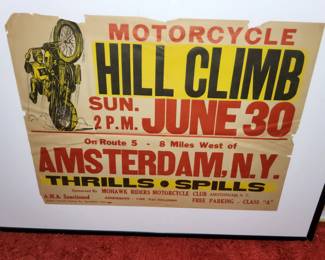 MOTORCYCLE
HILL CLIMB
SUN.
2 P.M.
JUNE 30
On Route 5 - 8 Miles West of
AMSTERDAM, N.Y.
THRILLS • SPILLS
Sponsored By MOHAWK RIDERS MOTORCYCLE CLUB AMSTERDAM, N. Y.
A.M.A. Sanctioned
FREE PARKING - CLASS "A"